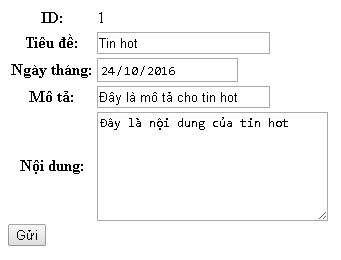 ID: 1
Tiêu đề: Tin hot
Ngày tháng: 24/10/2016
Mô tả: Đây là mô tả cho tin hot
Đây là nội dung của tin hot
Nội dung:
Gửi